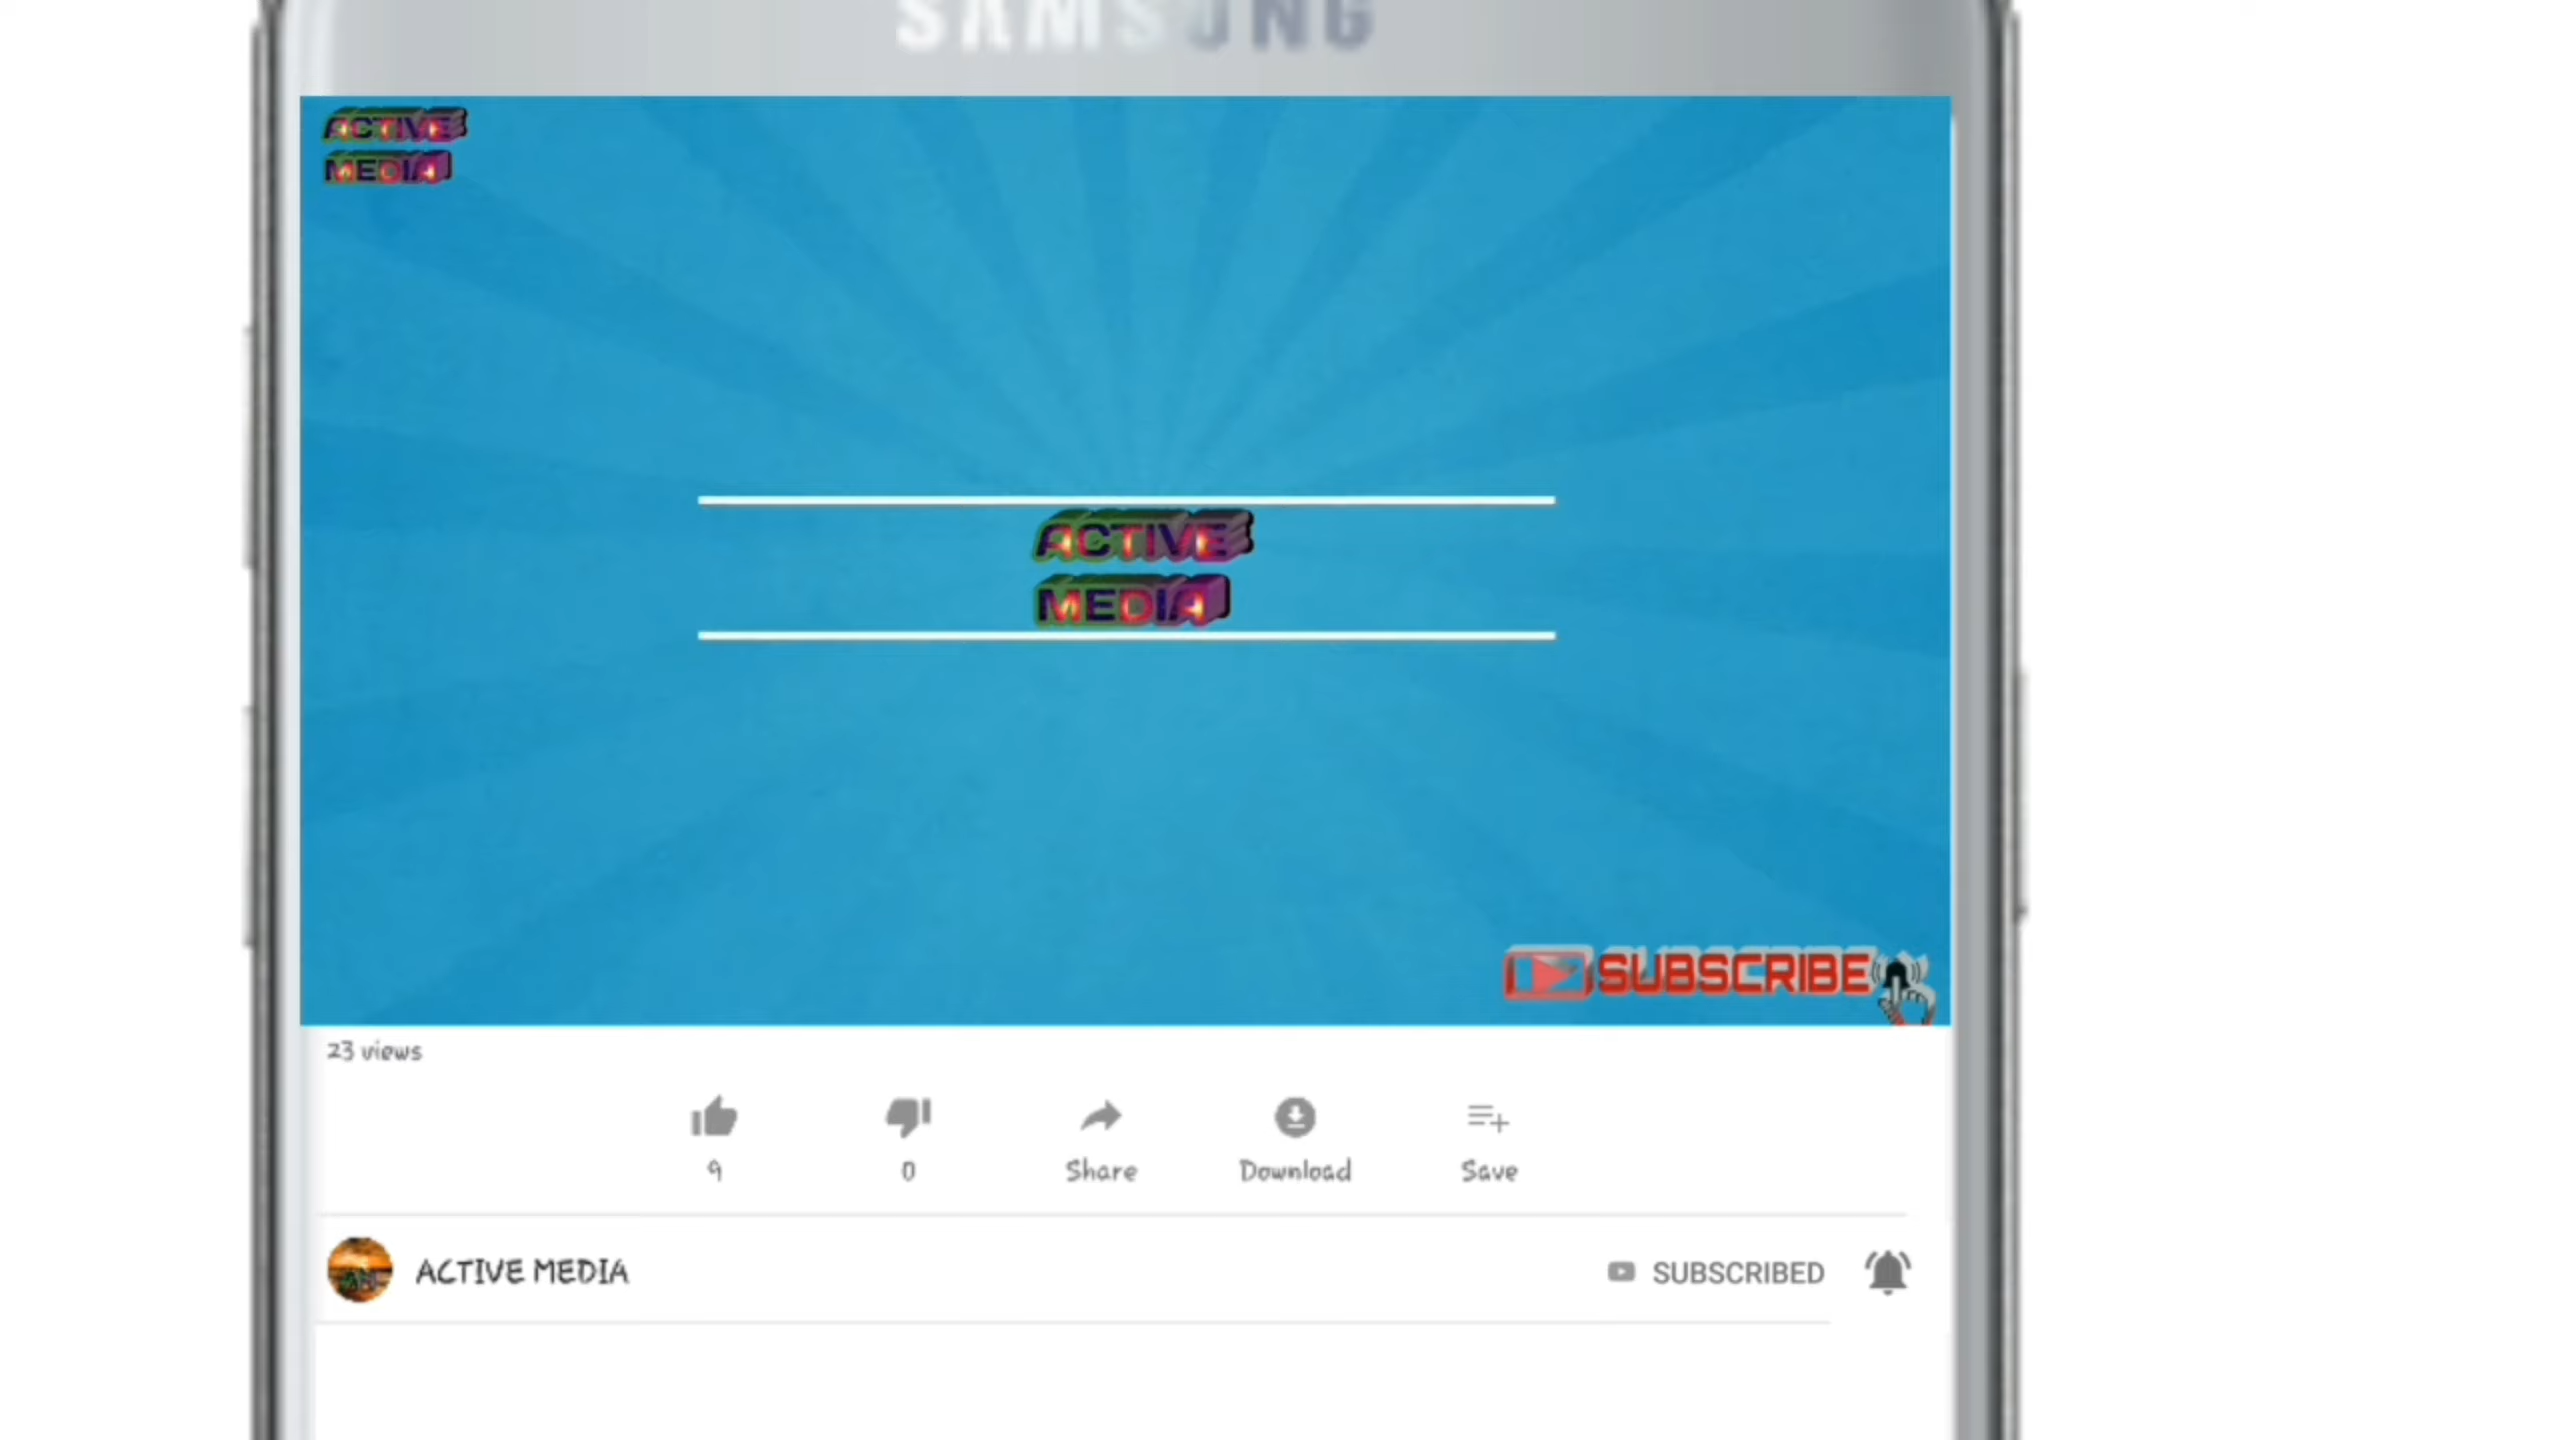 SAMSUNG
ACTIVE
MEDIA
ACTIVE
MEDIA
SUBSCRIBE
23 views
9
0
Share
Download
Save
ACTIVE MEDIA
SUBSCRIBED